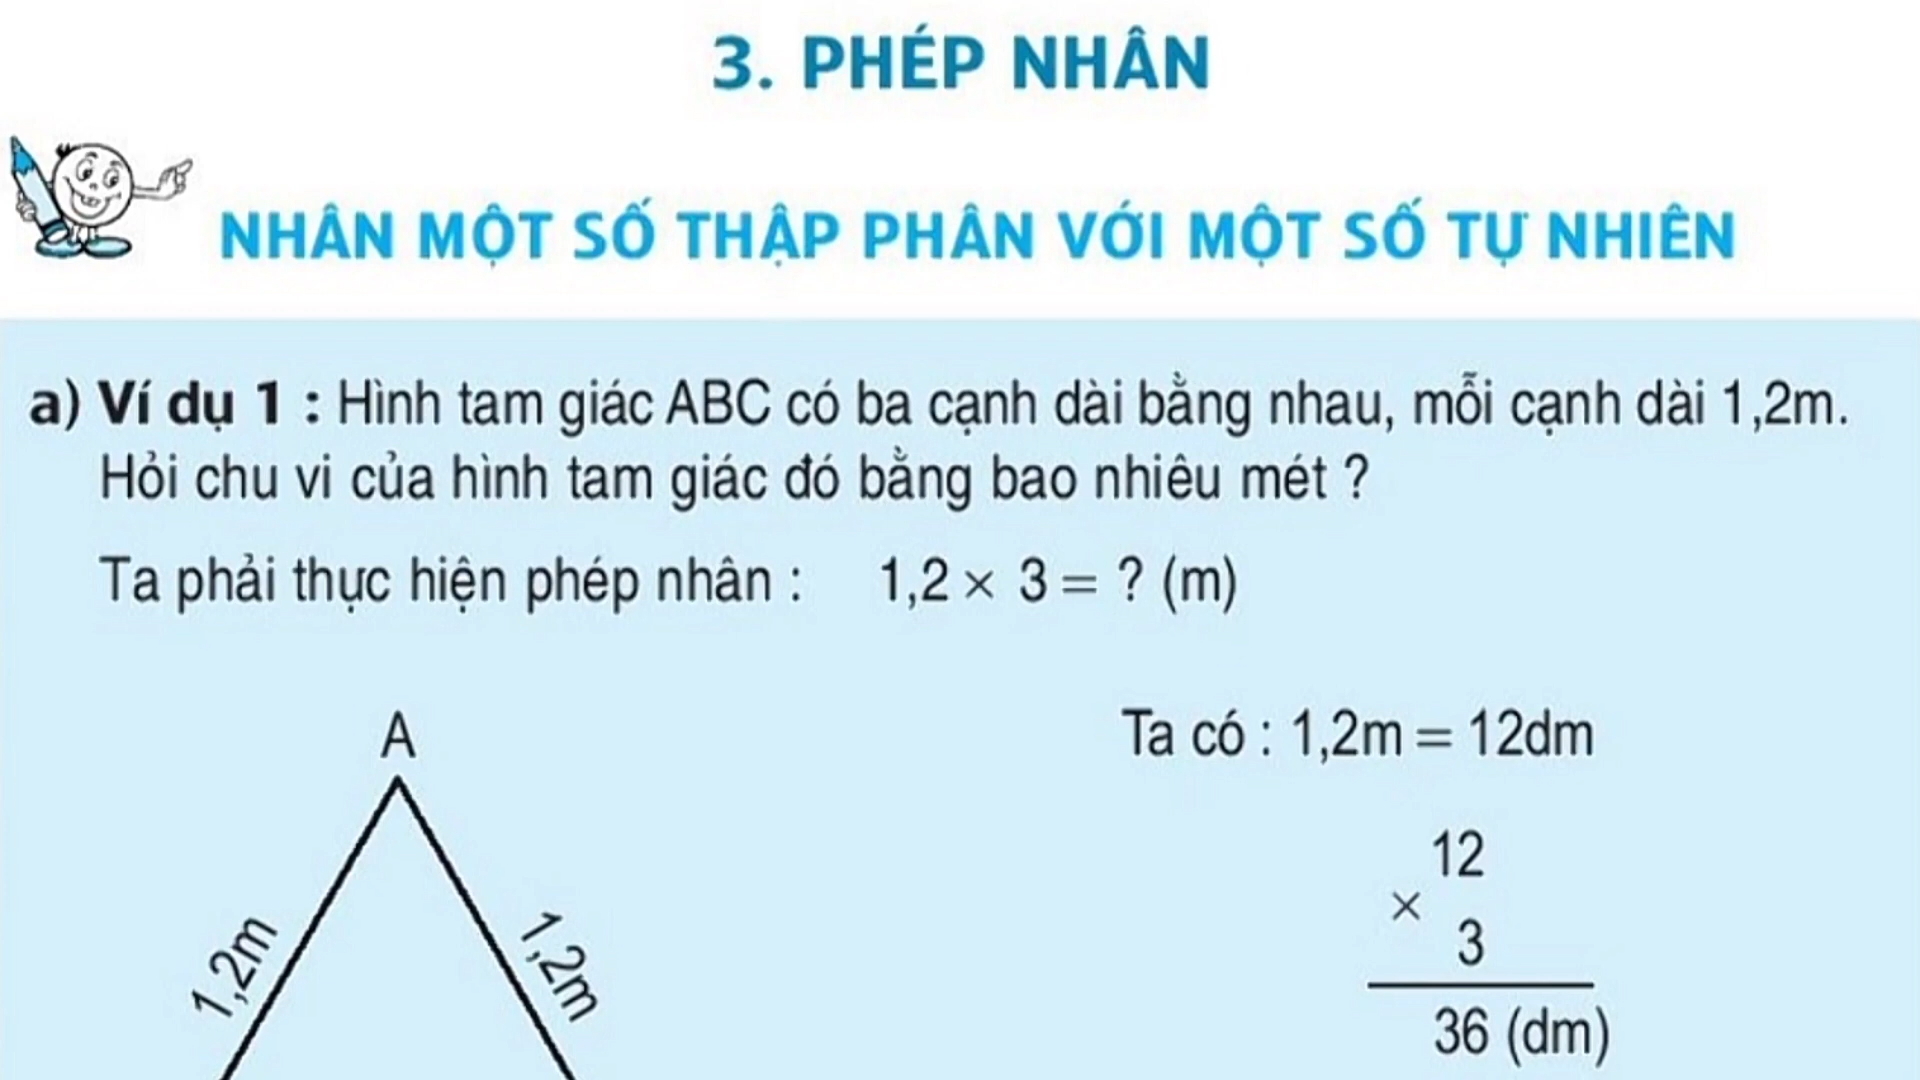 3. PHÉP NHÂN
NHÂN MỘT SỐ THẬP PHÂN VỚI MỘT SỐ TỰ NHIÊN
a) Ví dụ 1 : Hình tam giác ABC có ba cạnh dài bằng nhau, mỗi cạnh dài 1,2m.
Hỏi chu vi của hình tam giác đó bằng bao nhiêu mét ?
Ta phải thực hiện phép nhân : 1,2 × 3 = ? (m)
A
1,2m
1,2m
Ta có : 1,2m = 12dm
12
×
3
36 (dm)